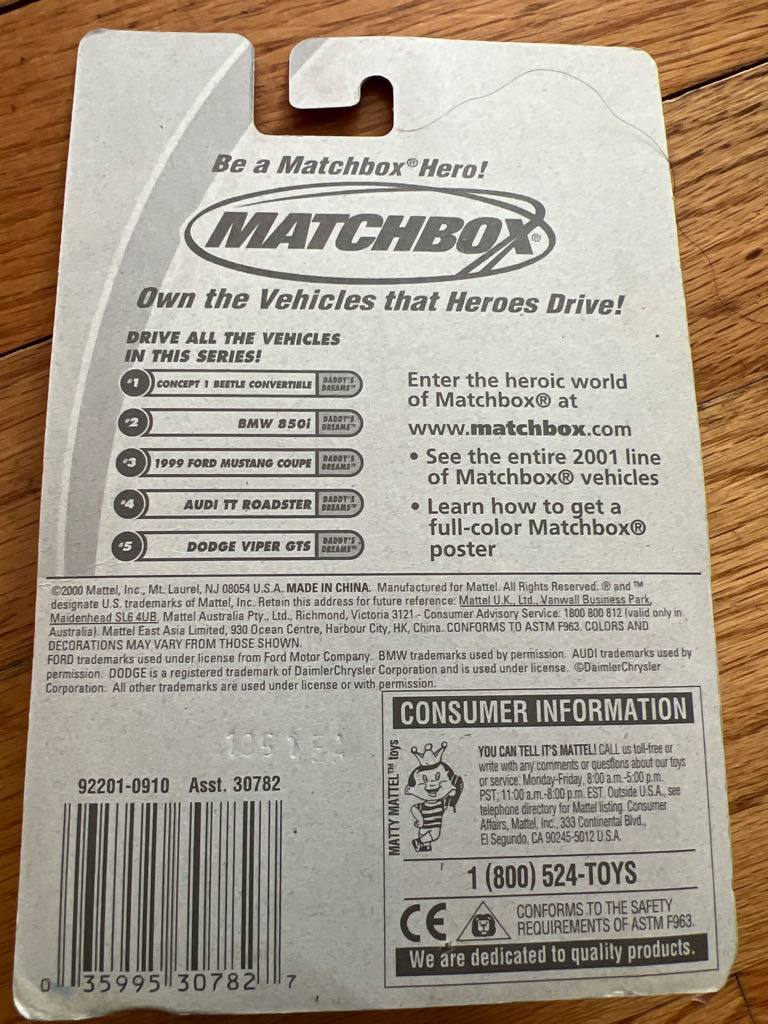 Be a Matchbox® Hero!
MATCHBOX®
Own the Vehicles that Heroes Drive!
DRIVE ALL THE VEHICLES
IN THIS SERIES!
#1 CONCEPT 1 BEETLE CONVERTIBLE DADDY'S DREAMS™
#2 BMW 850i DADDY'S DREAMS™
#3 1999 FORD MUSTANG COUPE DADDY'S DREAMS™
#4 AUDI TT ROADSTER DADDY'S DREAMS™
#5 DODGE VIPER GTS DADDY'S DREAMS™
Enter the heroic world
of Matchbox® at
www.matchbox.com
• See the entire 2001 line
of Matchbox® vehicles
• Learn how to get a
full-color Matchbox®
poster
©2000 Mattel, Inc., Mt. Laurel, NJ 08054 U.S.A. MADE IN CHINA. Manufactured for Mattel. All Rights Reserved. ® and ™
designate U.S. trademarks of Mattel, Inc. Retain this address for future reference: Mattel U.K., Ltd., Vanwall Business Park,
Maidenhead SL6 4UB, Mattel Australia Pty., Ltd., Richmond, Victoria 3121 - Consumer Advisory Service: 1800 800 812 (valid only in
Australia). Mattel East Asia Limited, 930 Ocean Centre, Harbour City, HK, China. CONFORMS TO ASTM F963. COLORS AND
DECORATIONS MAY VARY FROM THOSE SHOWN.
FORD trademarks used under license from Ford Motor Company. BMW trademarks used by permission. AUDI trademarks used by
permission. DODGE is a registered trademark of DaimlerChrysler Corporation and is used under license. ©DaimlerChrysler
Corporation. All other trademarks are used under license or with permission.
92201-0910 Asst. 30782
0 35995 30782 7
CONSUMER INFORMATION
MATTY MATTEL™ toys
YOU CAN TELL IT'S MATTEL! CALL us toll-free or
write with any comments or questions about our toys
or service. Monday-Friday, 8:00 a.m.-5:00 p.m.
PST; 11:00 a.m.-8:00 p.m. EST. Outside U.S.A., see
telephone directory for Mattel listing. Consumer
Affairs, Mattel, Inc., 333 Continental Blvd.,
El Segundo, CA 90245-5012 U.S.A.
1 (800) 524-TOYS
CE
CONFORMS TO THE SAFETY
REQUIREMENTS OF ASTM F963.
We are dedicated to quality products.